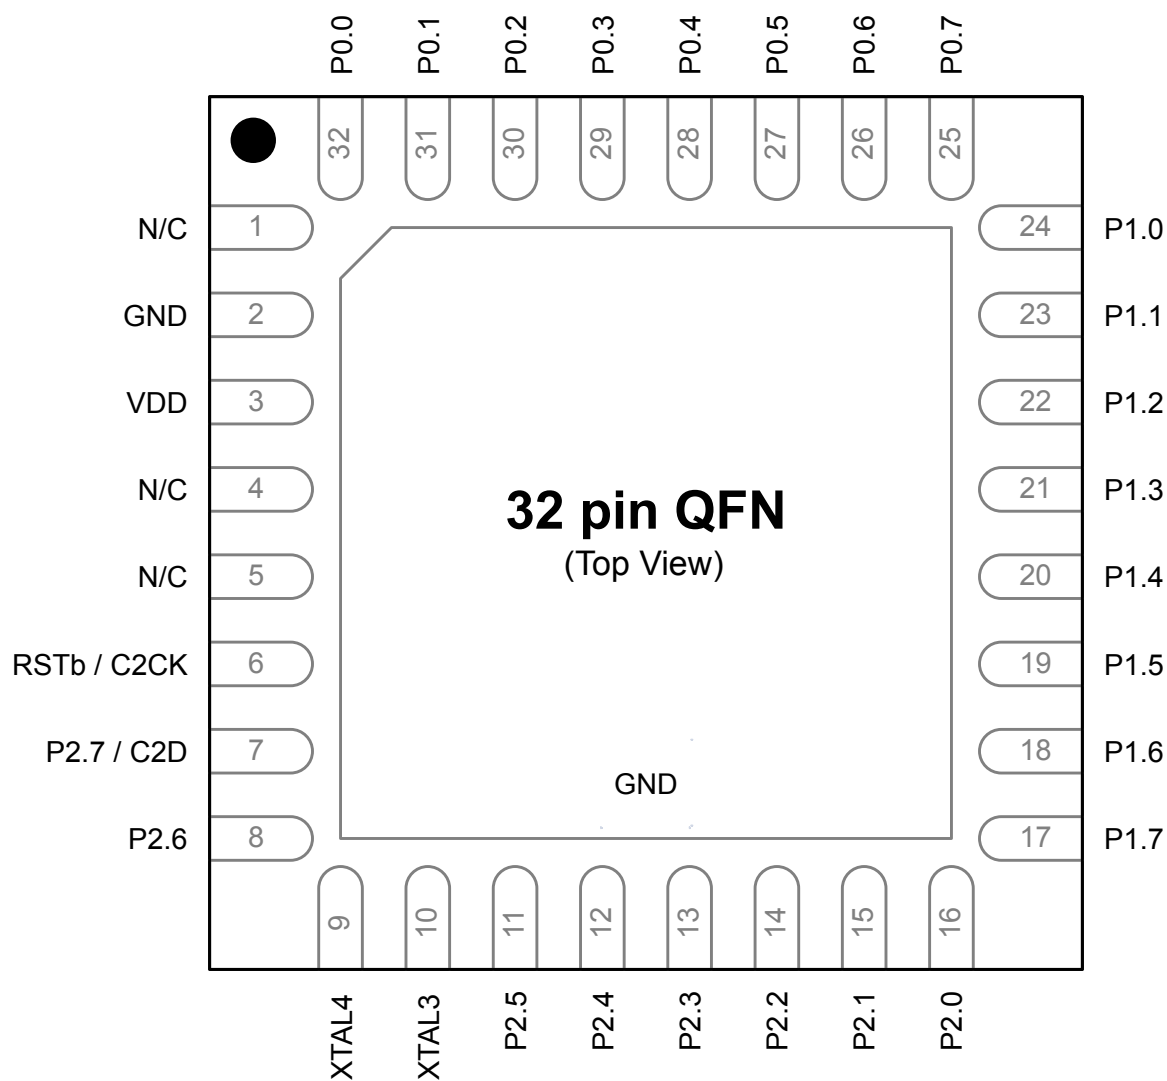 P0.0 P0.1 P0.2 P0.3 P0.4 P0.5 P0.6 P0.7
32 31 30 29 28 27 26 25
N/C 1 24 P1.0
GND 2 23 P1.1
VDD 3 22 P1.2
N/C 4 21 P1.3
32 pin QFN
(Top View)
N/C 5 20 P1.4
RSTb / C2CK 6 19 P1.5
P2.7 / C2D 7 18 P1.6
GND
P2.6 8 17 P1.7
9 10 11 12 13 14 15 16
XTAL4 XTAL3 P2.5 P2.4 P2.3 P2.2 P2.1 P2.0